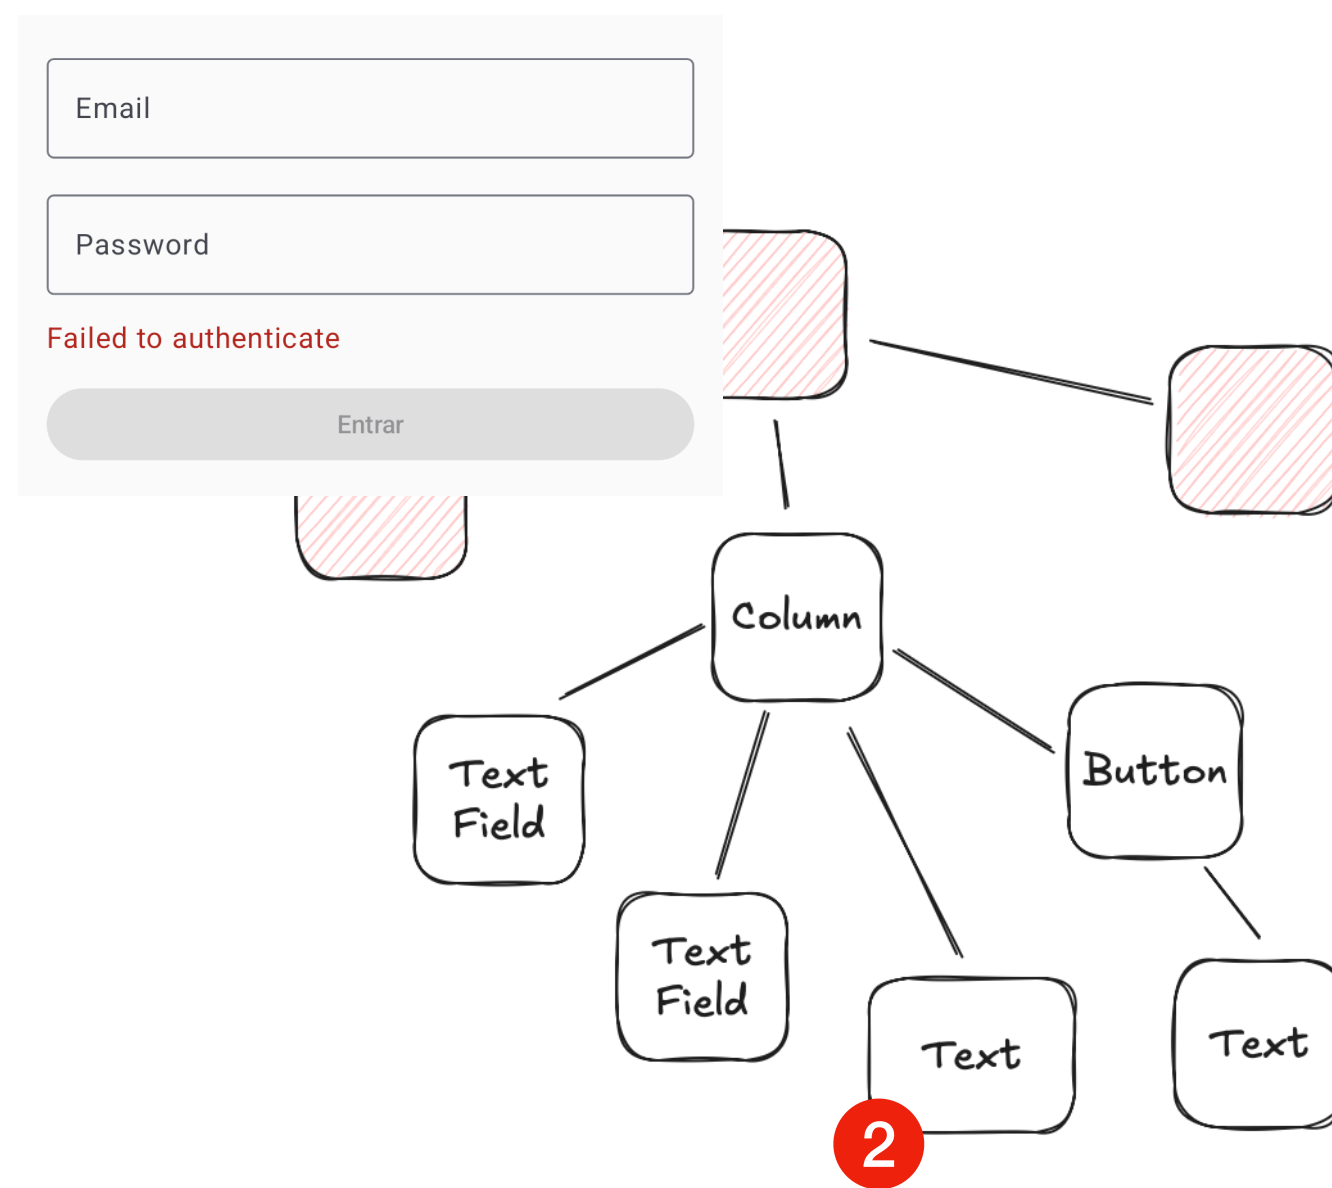 Email
Password
Failed to authenticate
Entrar
Column
Text
Field
Button
Text
Field
Text
Text
2